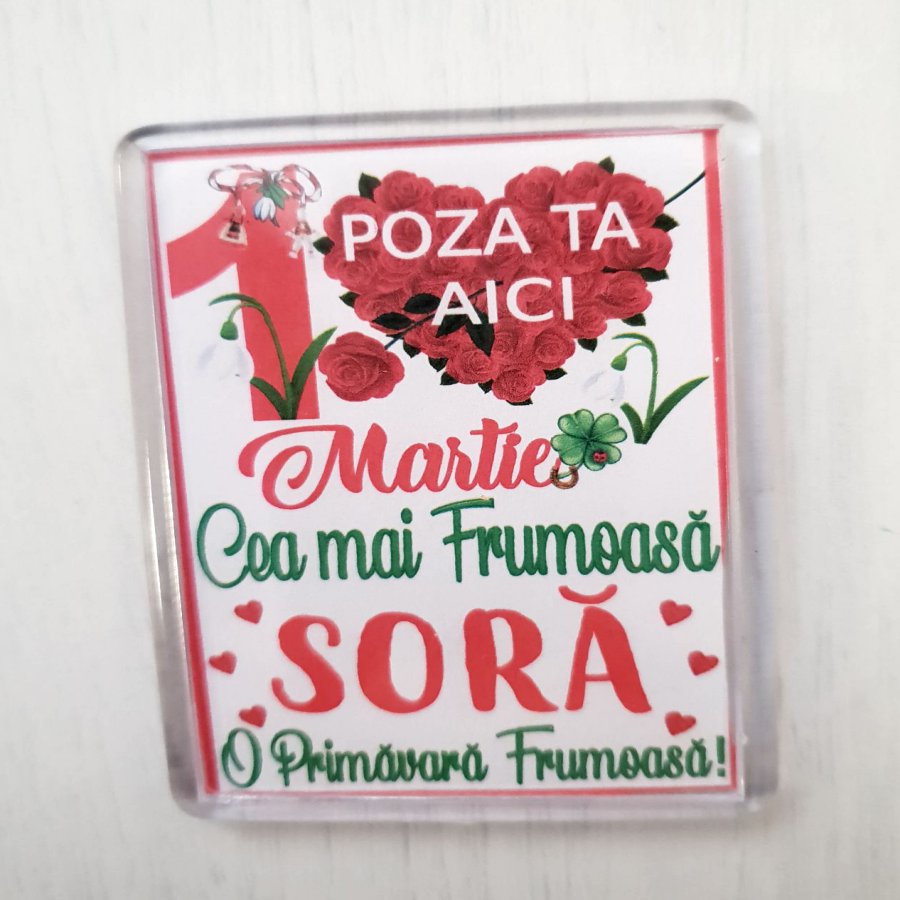 1
POZA TA
AICI
Martie
Cea mai Frumoasă
SORĂ
O Primăvară Frumoasă!